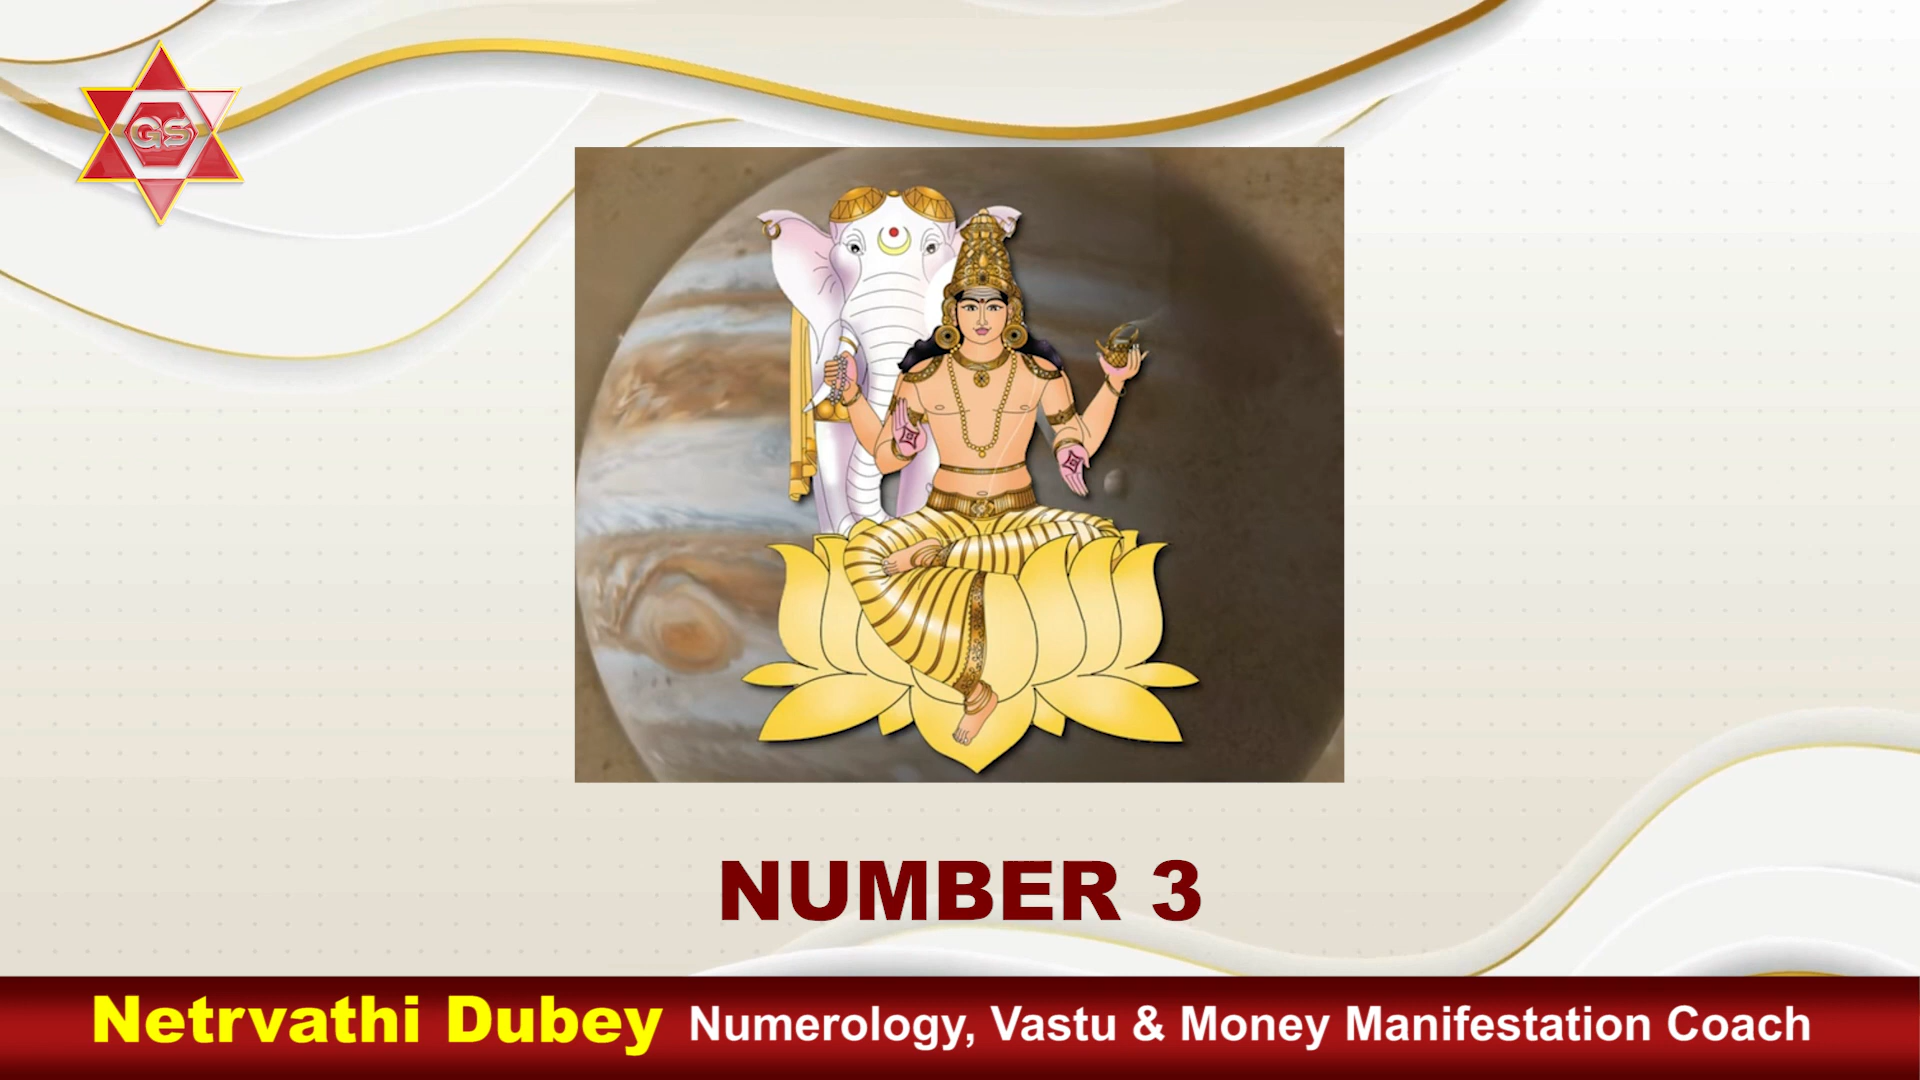 GS
NUMBER 3
Netrvathi Dubey Numerology, Vastu & Money Manifestation Coach